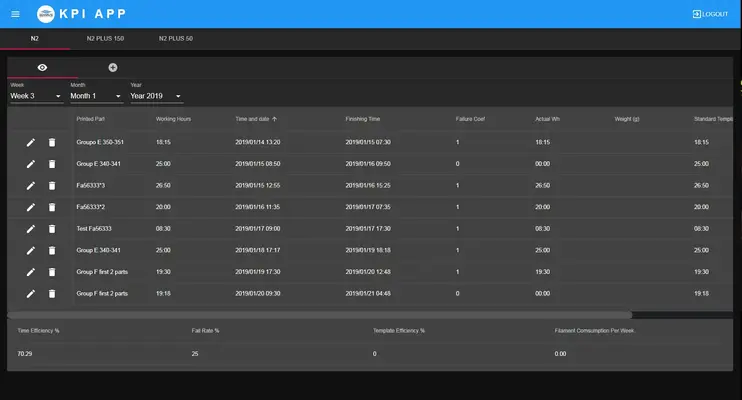 KPI APP
LOGOUT
N2 N2 PLUS 150 N2 PLUS 50
Week Month Year
Week 3 Month 1 Year 2019
Printed Part Working Hours Time and date Finishing Time Failure Coef Actual Wh Weight (g) Standard Templ
Groupo E 350-351 18:15 2019/01/14 13:20 2019/01/15 07:30 1 18:15 18:15
Group E 340-341 25:00 2019/01/15 08:50 2019/01/16 09:50 0 00:00 25:00
Fa56333*3 26:50 2019/01/15 12:55 2019/01/16 15:25 1 26:50 26:50
Fa56333*2 20:00 2019/01/16 11:35 2019/01/17 07:35 1 20:00 20:00
Test Fa56333 08:30 2019/01/17 09:00 2019/01/17 17:30 1 08:30 08:30
Group E 340-341 25:00 2019/01/18 17:17 2019/01/19 18:18 1 25:00 25:00
Group F first 2 parts 19:30 2019/01/19 17:30 2019/01/20 12:48 1 19:30 19:30
Group F first 2 parts 19:18 2019/01/20 09:30 2019/01/21 04:48 0 00:00 19:18
Time Efficiency % Fail Rate % Template Efficiency % Filament Comsumption Per Week
70.29 25 0 0.00